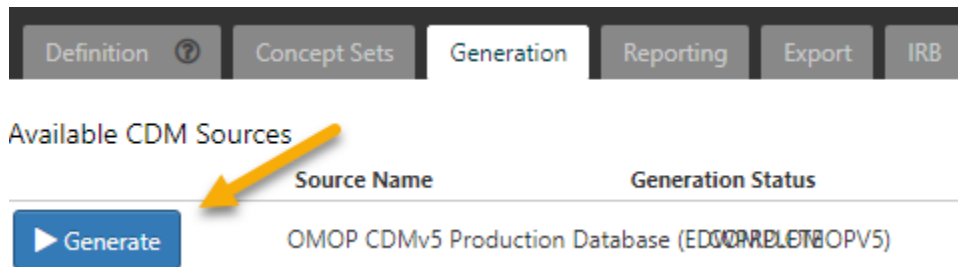 Definition ? Concept Sets Generation Reporting Export IRB
Available CDM Sources
Source Name Generation Status
Generate OMOP CDMv5 Production Database